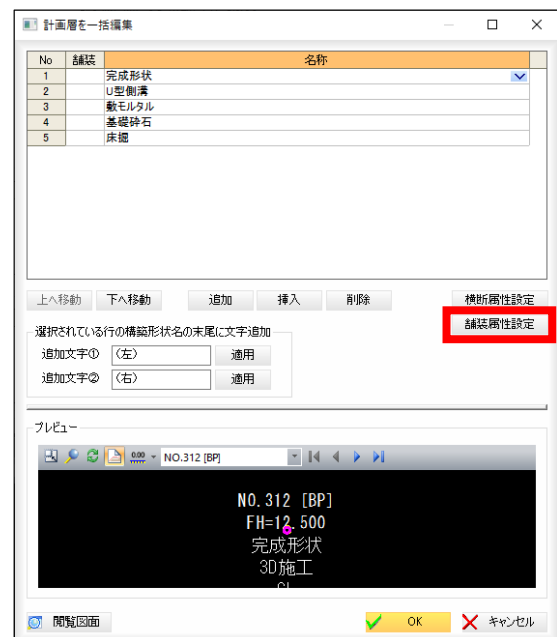 計画層を一括編集
No 舗装 名称
1 完成形状
2 U型側溝
3 敷モルタル
4 基礎砕石
5 床掘
上へ移動 下へ移動 追加 挿入 削除 横断属性設定
舗装属性設定
選択されている行の構築形状名の末尾に文字追加
追加文字① (左) 適用
追加文字② (右) 適用
プレビュー
0.00 NO.312 [BP]
NO.312 [BP]
FH=12.500
完成形状
3D施工
閲覧図面 OK キャンセル